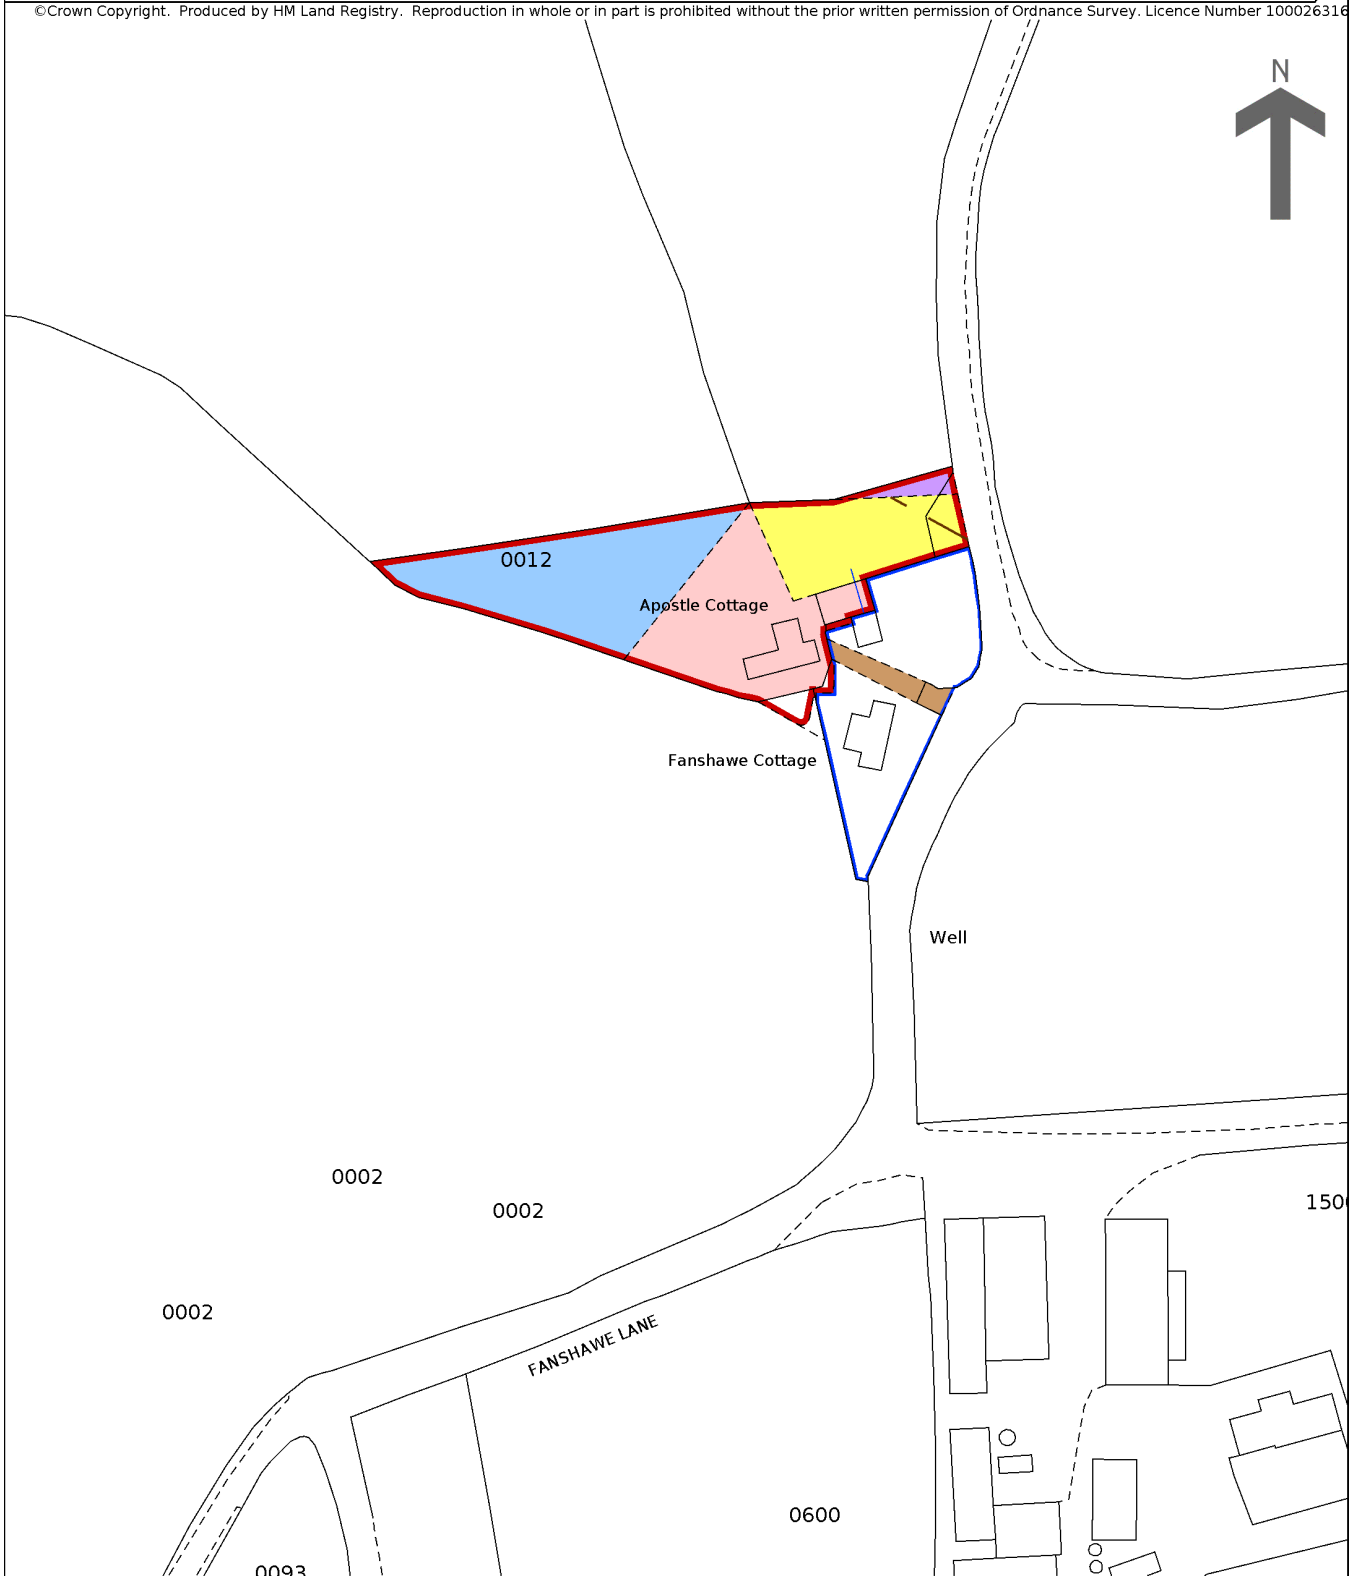 ©Crown Copyright. Produced by HM Land Registry. Reproduction in whole or in part is prohibited without the prior written permission of Ordnance Survey. Licence Number 100026316
N
0012
Apostle Cottage
Fanshawe Cottage
Well
0002
150
0002
0002
FANSHAWE LANE
0600
0093